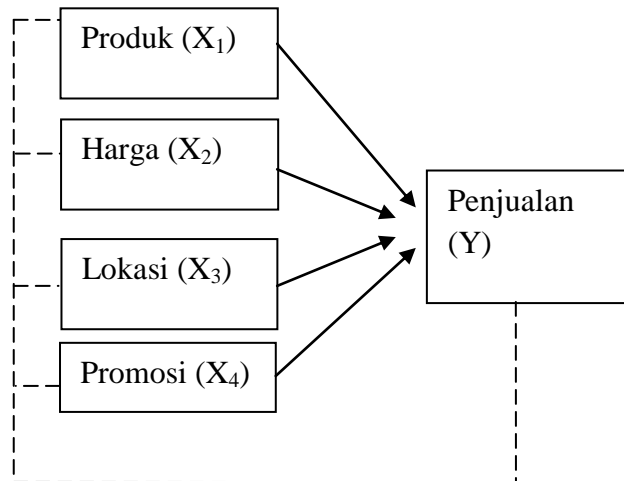 Produk (X₁)
Harga (X₂)
Lokasi (X₃)
Promosi (X₄)
Penjualan
(Y)